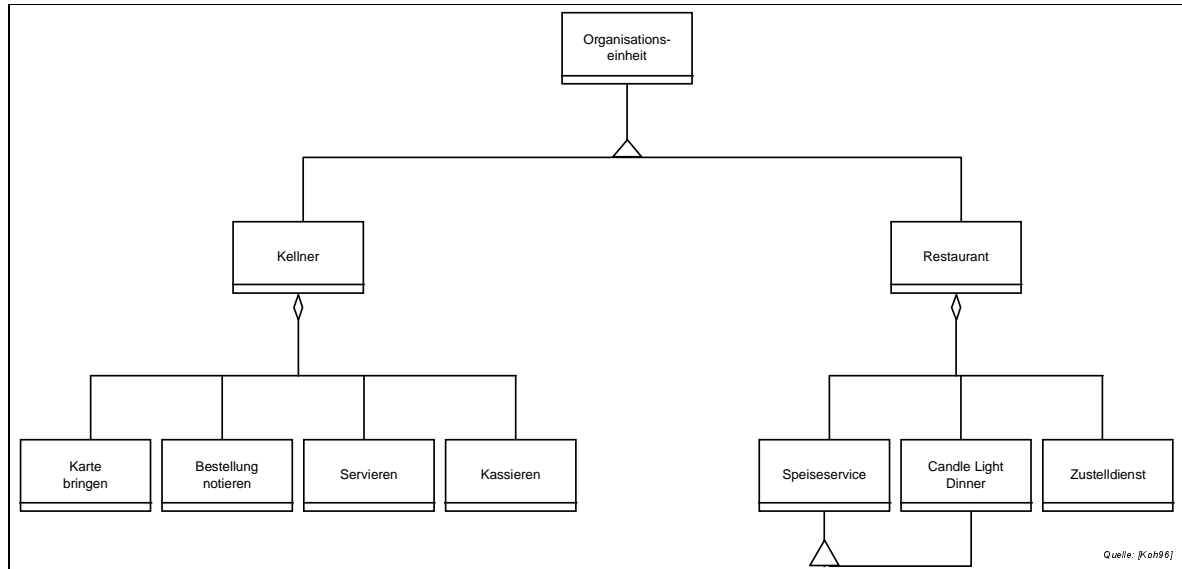 Organisations-
einheit
Kellner
Restaurant
Karte
bringen
Bestellung
notieren
Servieren
Kassieren
Speiseservice
Candle Light
Dinner
Zustelldienst
Quelle: [Koh96]